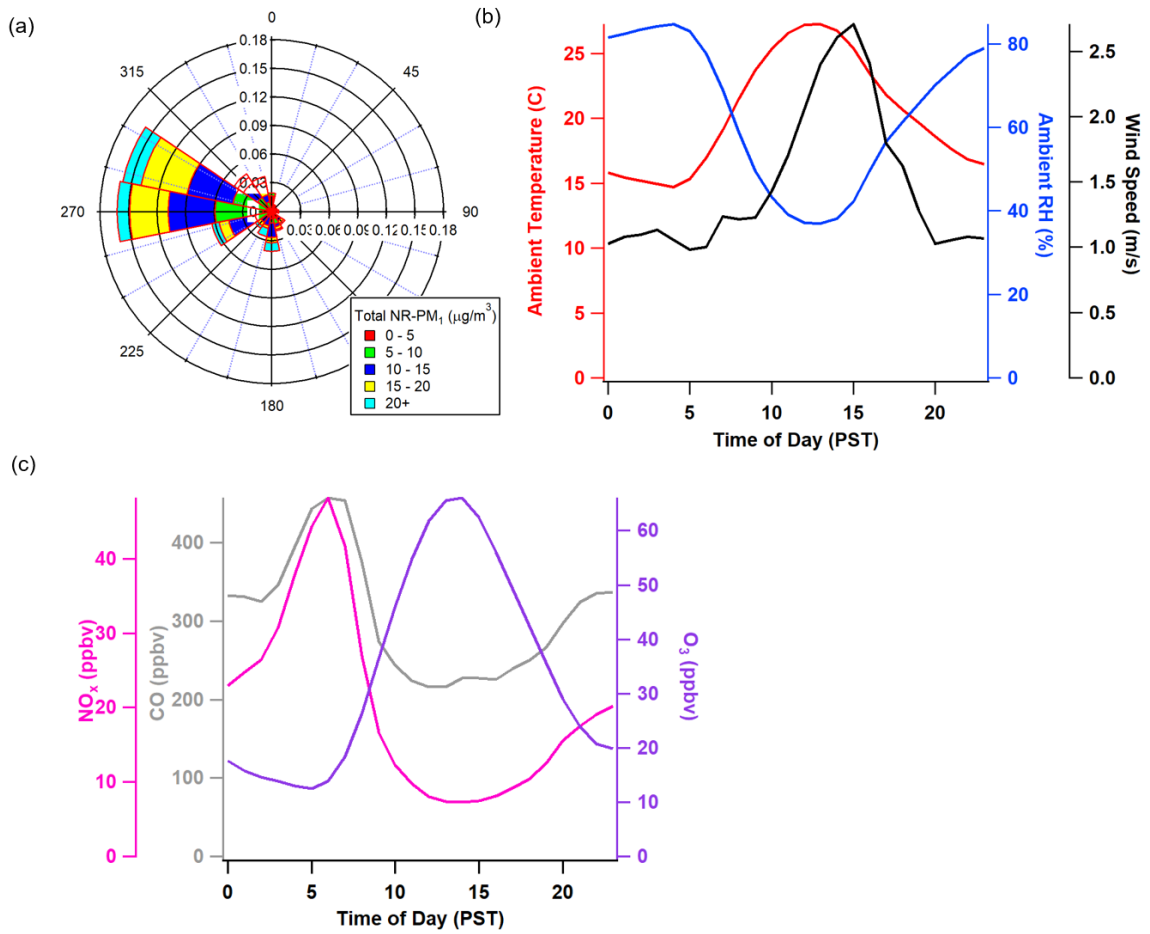 (a)
0
45
90
180
225
270
315
0.18
0.15
0.12
0.09
0.06
0.03
0
0.03 0.06 0.09 0.12 0.15 0.18
Total NR-PM1 (μg/m3)
0 - 5
5 - 10
10 - 15
15 - 20
20+
(b)
Ambient Temperature (C)
25
20
15
10
5
0
Ambient RH (%)
80
60
40
20
0
Wind Speed (m/s)
2.5
2.0
1.5
1.0
0.5
0.0
0 5 10 15 20
Time of Day (PST)
(c)
NOx (ppbv)
40
30
20
10
0
CO (ppbv)
400
300
200
100
0
O3 (ppbv)
60
50
40
30
20
10
0
0 5 10 15 20
Time of Day (PST)